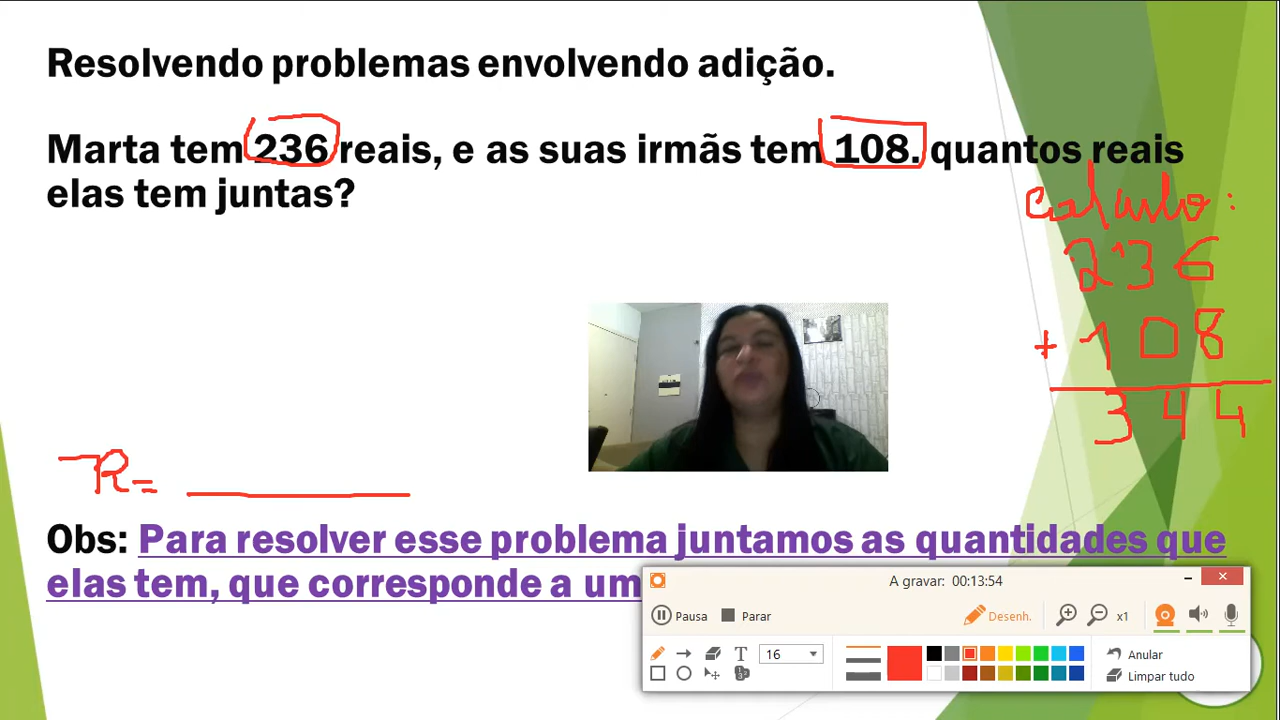 Resolvendo problemas envolvendo adição.
Marta tem 236 reais, e as suas irmãs tem 108. quantos reais
elas tem juntas?
Calculo:
1
236
+ 108
344
R=
Obs: Para resolver esse problema juntamos as quantidades que
elas tem, que corresponde a um
A gravar: 00:13:54
Pausa Parar Desenh. x1
T 16 Anular
Limpar tudo